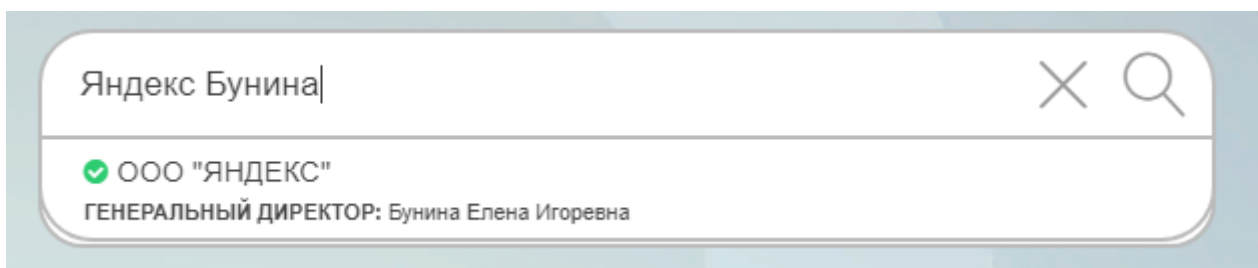 Яндекс Бунина
ООО "ЯНДЕКС"
ГЕНЕРАЛЬНЫЙ ДИРЕКТОР: Бунина Елена Игоревна